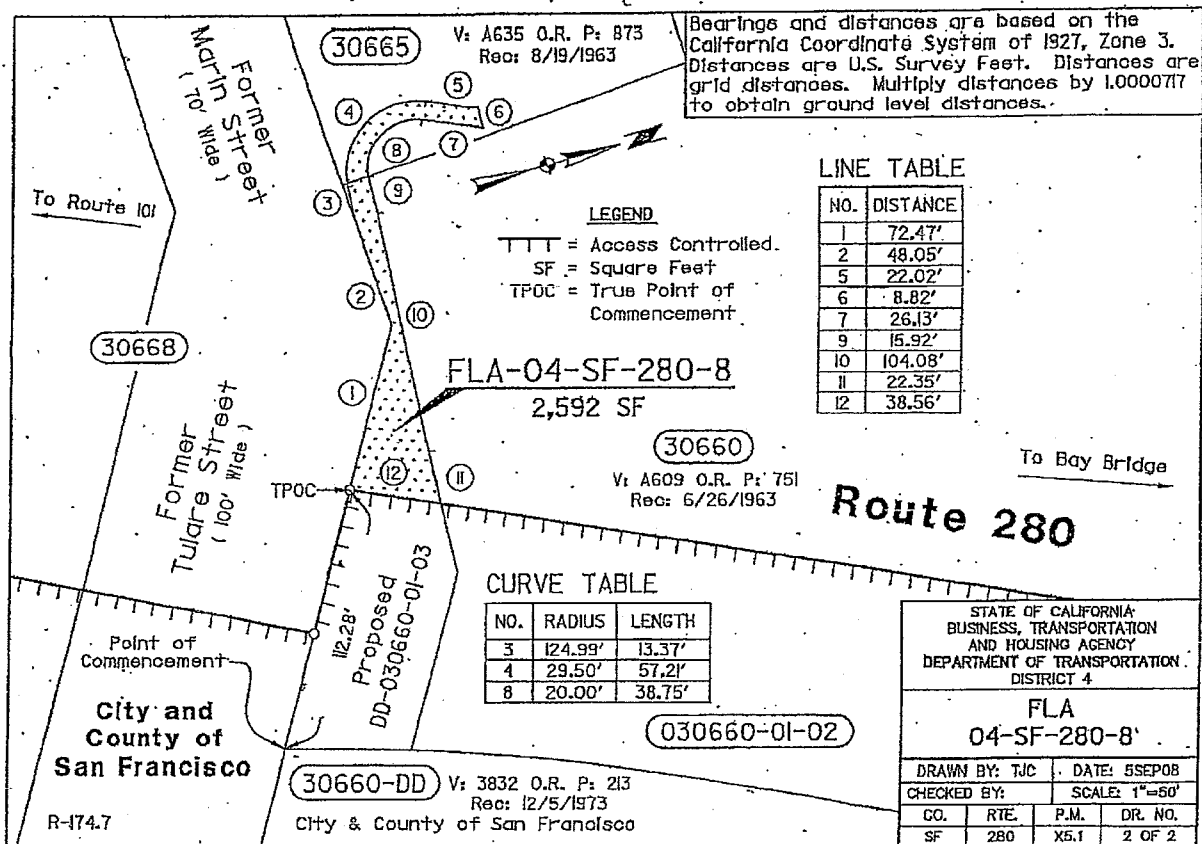 30665
V: A635 O.R. P: 873
Rec: 8/19/1963
Bearings and distances are based on the
California Coordinate System of 1927, Zone 3.
Distances are U.S. Survey Feet. Distances are
grid distances. Multiply distances by 1.0000717
to obtain ground level distances.
Former
Marin Street
( 70' Wide )
To Route 101
5
4
6
7
8
9
3
2
10
1
12
11
LEGEND
= Access Controlled.
SF = Square Feet
TPOC = True Point of
Commencement
LINE TABLE
NO. DISTANCE
1 72.47'
2 48.05'
5 22.02'
6 8.82'
7 26.13'
9 15.92'
10 104.08'
11 22.35'
12 38.56'
30668
FLA-04-SF-280-8
2,592 SF
Former
Tulare Street
( 100' Wide )
TPOC
30660
V: A609 O.R. P: 751
Rec: 6/26/1963
To Bay Bridge
Route 280
112.28'
Proposed
DD-030660-01-03
Point of
Commencement
CURVE TABLE
NO. RADIUS LENGTH
3 124.99' 13.37'
4 29.50' 57.21'
8 20.00' 38.75'
City and
County of
San Francisco
030660-01-02
30660-DD
V: 3832 O.R. P: 213
Rec: 12/5/1973
City & County of San Francisco
R-174.7
STATE OF CALIFORNIA
BUSINESS, TRANSPORTATION
AND HOUSING AGENCY
DEPARTMENT OF TRANSPORTATION
DISTRICT 4
FLA
04-SF-280-8
DRAWN BY: TJC DATE: 5SEP08
CHECKED BY: SCALE: 1"=50'
CO. RTE. P.M. DR. NO.
SF 280 X5.1 2 OF 2